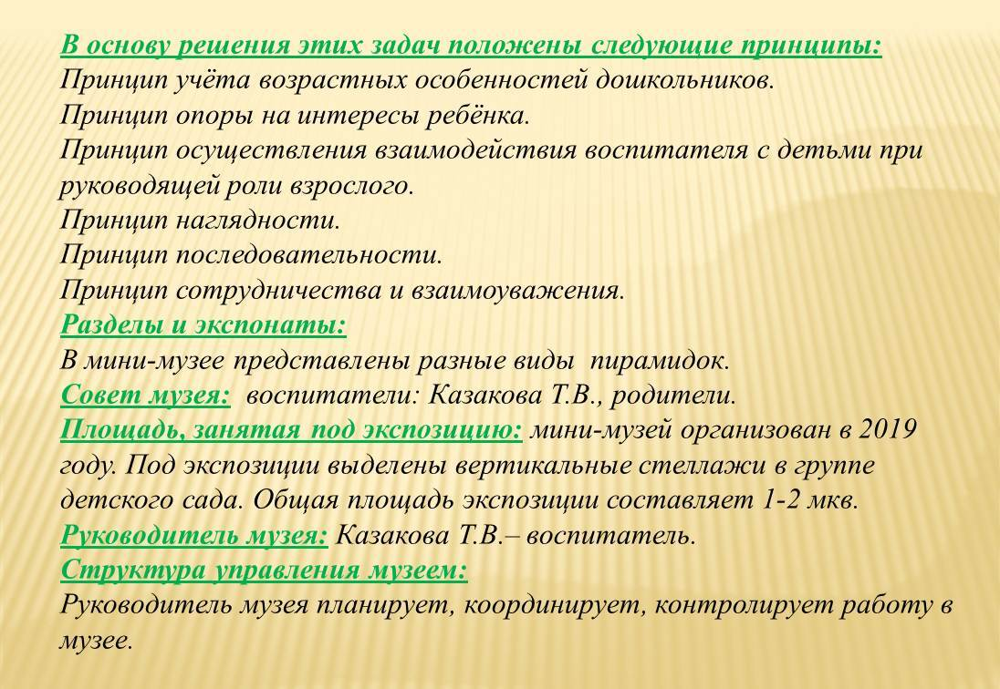 В основу решения этих задач положены следующие принципы:
Принцип учёта возрастных особенностей дошкольников.
Принцип опоры на интересы ребёнка.
Принцип осуществления взаимодействия воспитателя с детьми при
руководящей роли взрослого.
Принцип наглядности.
Принцип последовательности.
Принцип сотрудничества и взаимоуважения.
Разделы и экспонаты:
В мини-музее представлены разные виды  пирамидок.
Совет музея:  воспитатели: Казакова Т.В., родители.
Площадь, занятая под экспозицию: мини-музей организован в 2019
году. Под экспозиции выделены вертикальные стеллажи в группе
детского сада. Общая площадь экспозиции составляет 1-2 мкв.
Руководитель музея: Казакова Т.В.– воспитатель.
Структура управления музеем:
Руководитель музея планирует, координирует, контролирует работу в
музее.